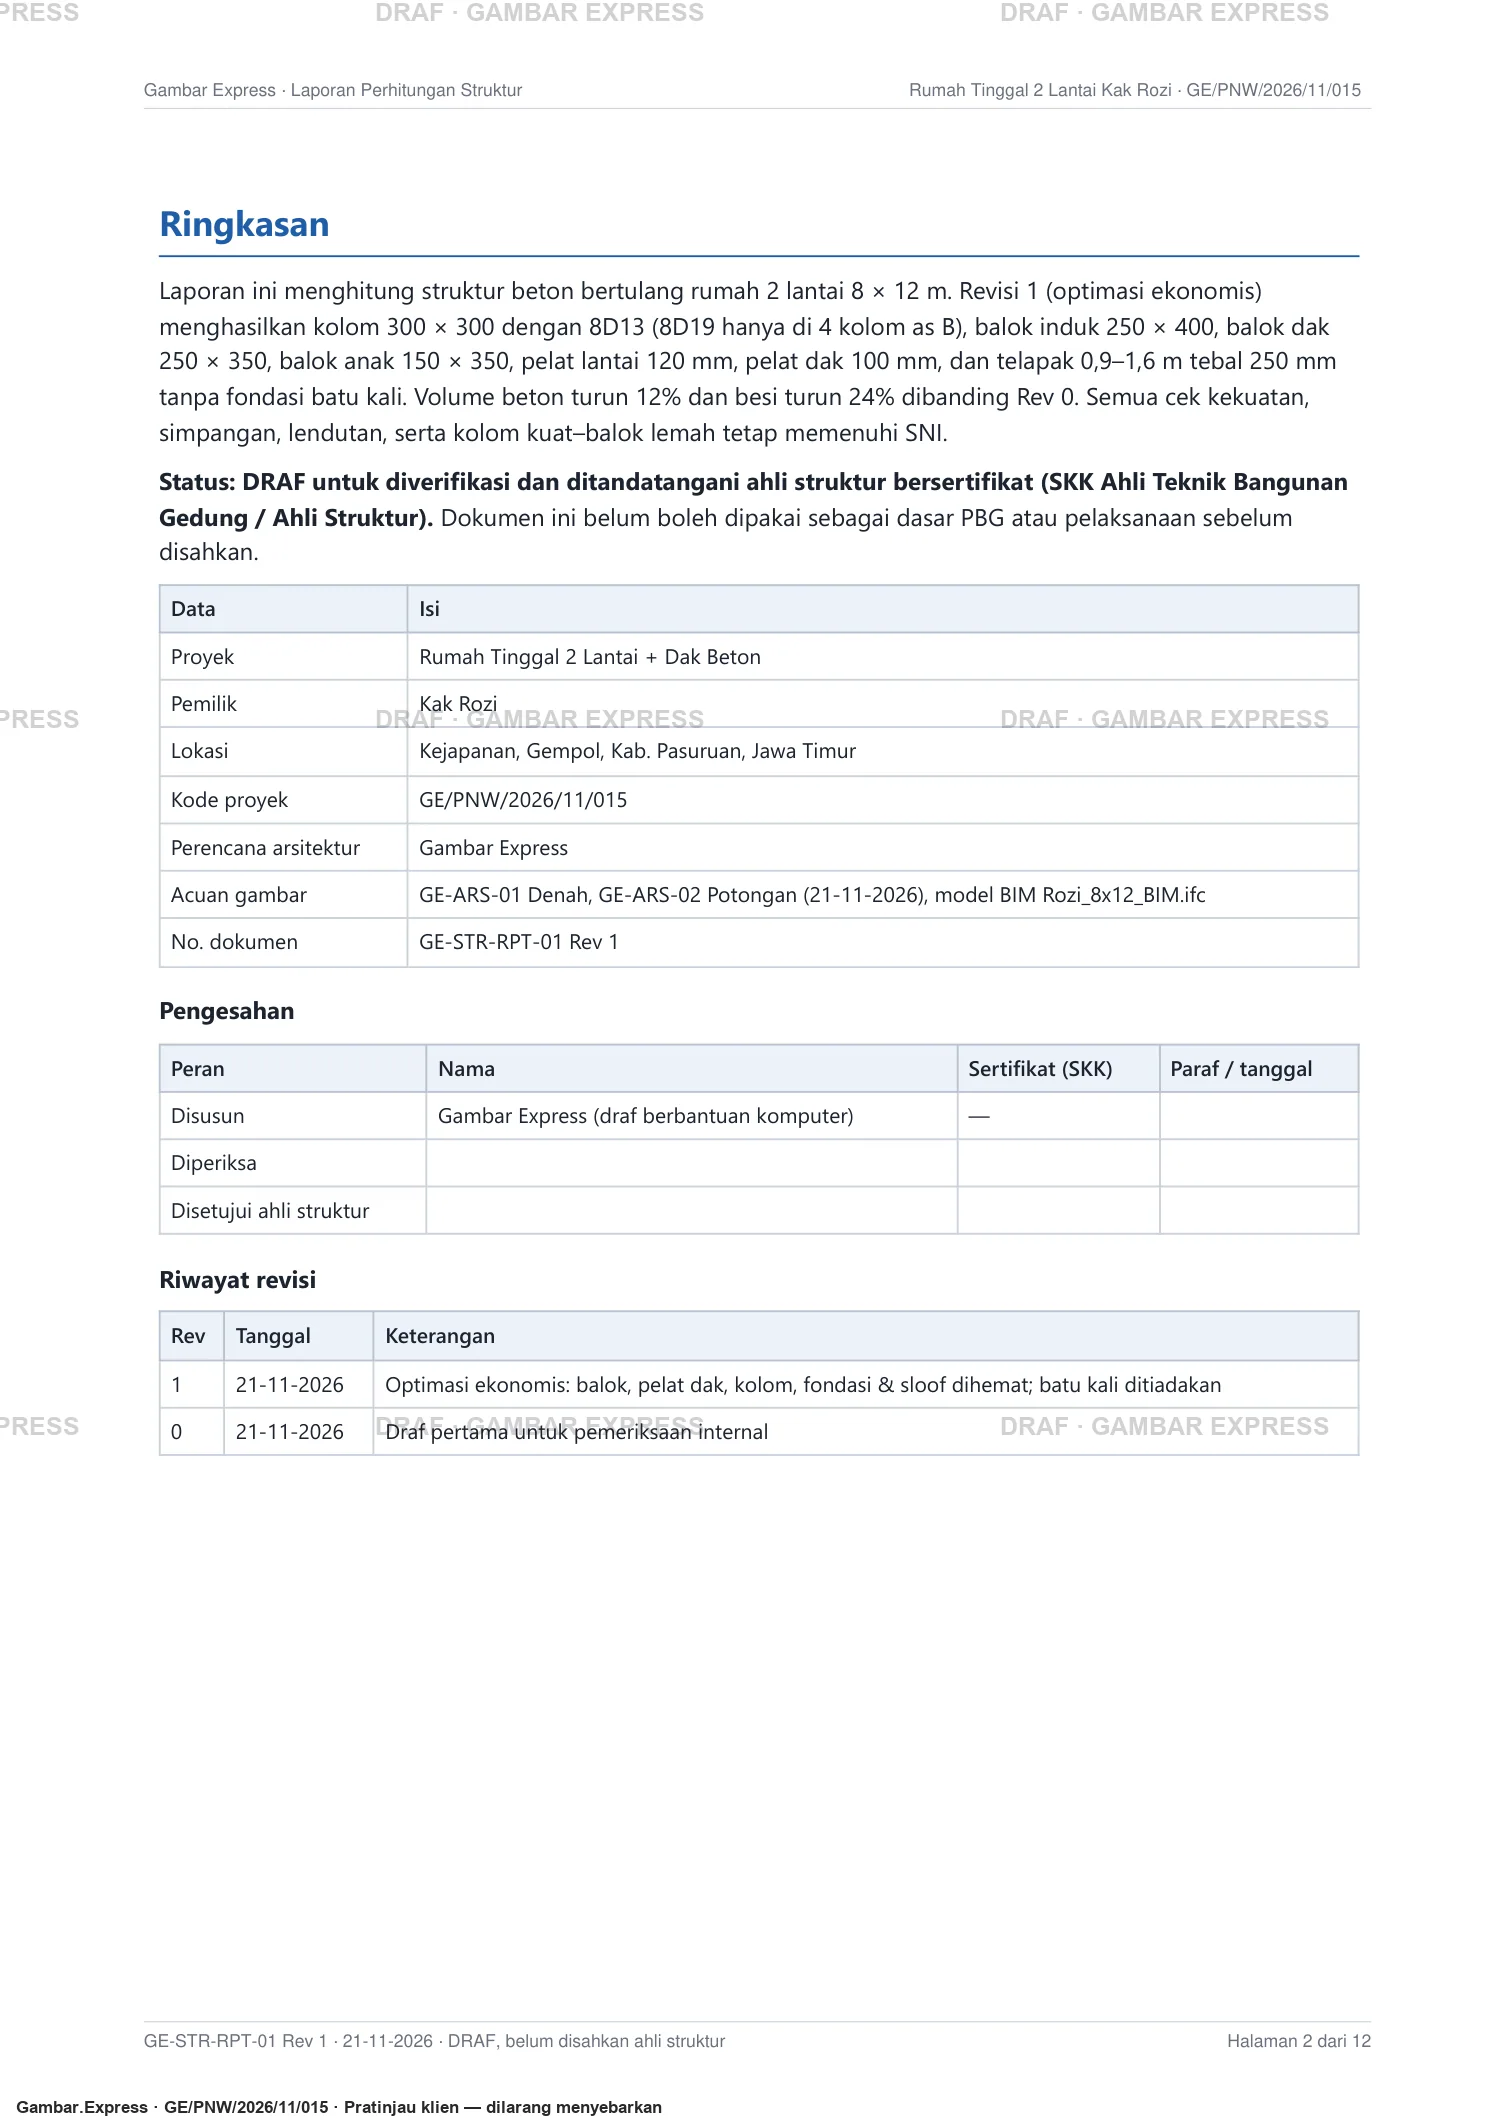 PRESS DRAF · GAMBAR EXPRESS DRAF · GAMBAR EXPRESS
Gambar Express · Laporan Perhitungan Struktur Rumah Tinggal 2 Lantai Kak Rozi · GE/PNW/2026/11/015
Ringkasan
Laporan ini menghitung struktur beton bertulang rumah 2 lantai 8 × 12 m. Revisi 1 (optimasi ekonomis)
menghasilkan kolom 300 × 300 dengan 8D13 (8D19 hanya di 4 kolom as B), balok induk 250 × 400, balok dak
250 × 350, balok anak 150 × 350, pelat lantai 120 mm, pelat dak 100 mm, dan telapak 0,9–1,6 m tebal 250 mm
tanpa fondasi batu kali. Volume beton turun 12% dan besi turun 24% dibanding Rev 0. Semua cek kekuatan,
simpangan, lendutan, serta kolom kuat–balok lemah tetap memenuhi SNI.
Status: DRAF untuk diverifikasi dan ditandatangani ahli struktur bersertifikat (SKK Ahli Teknik Bangunan
Gedung / Ahli Struktur). Dokumen ini belum boleh dipakai sebagai dasar PBG atau pelaksanaan sebelum
disahkan.
Data Isi
Proyek Rumah Tinggal 2 Lantai + Dak Beton
Pemilik Kak Rozi
PRESS DRAF · GAMBAR EXPRESS DRAF · GAMBAR EXPRESS
Lokasi Kejapanan, Gempol, Kab. Pasuruan, Jawa Timur
Kode proyek GE/PNW/2026/11/015
Perencana arsitektur Gambar Express
Acuan gambar GE-ARS-01 Denah, GE-ARS-02 Potongan (21-11-2026), model BIM Rozi_8x12_BIM.ifc
No. dokumen GE-STR-RPT-01 Rev 1
Pengesahan
Peran Nama Sertifikat (SKK) Paraf / tanggal
Disusun Gambar Express (draf berbantuan komputer) —
Diperiksa
Disetujui ahli struktur
Riwayat revisi
Rev Tanggal Keterangan
1 21-11-2026 Optimasi ekonomis: balok, pelat dak, kolom, fondasi & sloof dihemat; batu kali ditiadakan
PRESS DRAF · GAMBAR EXPRESS DRAF · GAMBAR EXPRESS
0 21-11-2026 Draf pertama untuk pemeriksaan internal
GE-STR-RPT-01 Rev 1 · 21-11-2026 · DRAF, belum disahkan ahli struktur Halaman 2 dari 12
Gambar.Express · GE/PNW/2026/11/015 · Pratinjau klien — dilarang menyebarkan